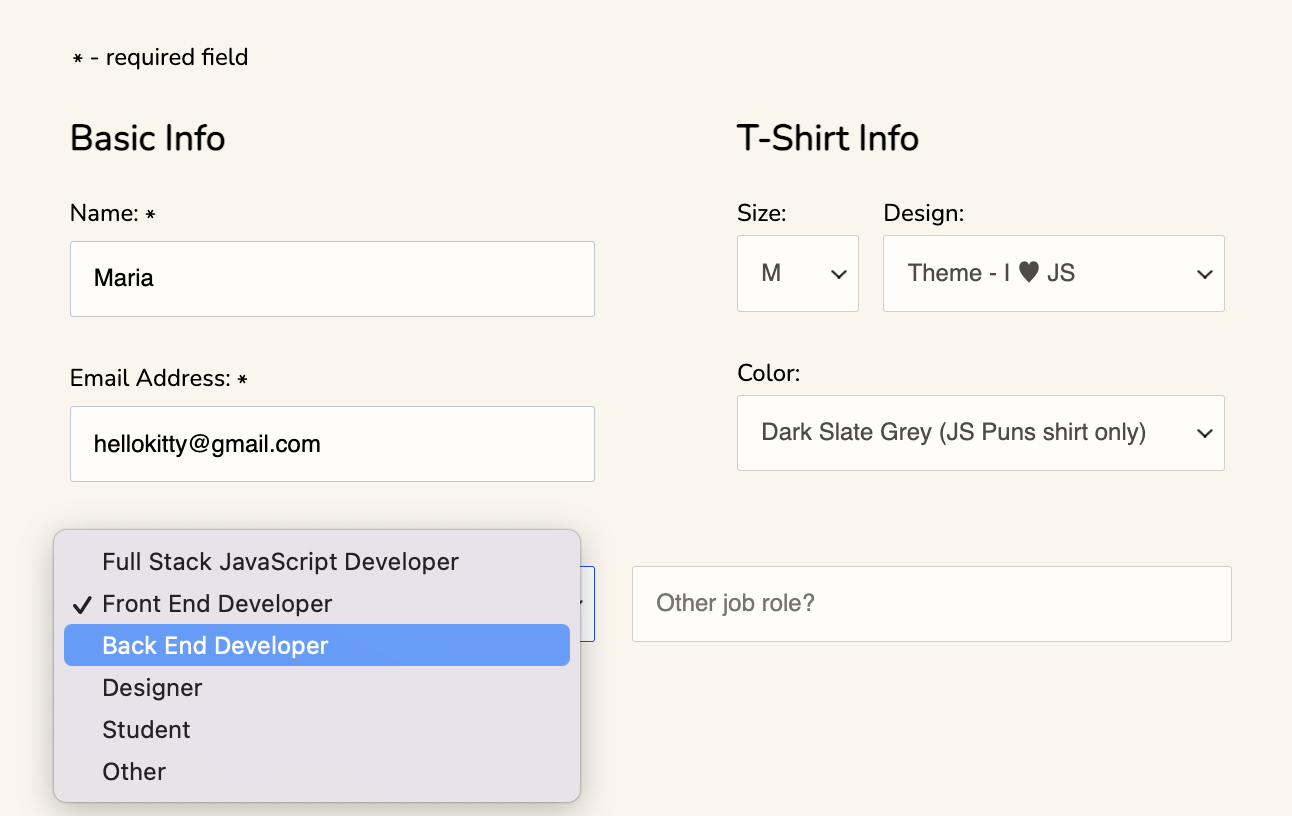 * - required field
Basic Info
Name: *
Maria
Email Address: *
hellokitty@gmail.com
Full Stack JavaScript Developer
✓ Front End Developer
Back End Developer
Designer
Student
Other
T-Shirt Info
Size:
M
Design:
Theme - I ♥ JS
Color:
Dark Slate Grey (JS Puns shirt only)
Other job role?